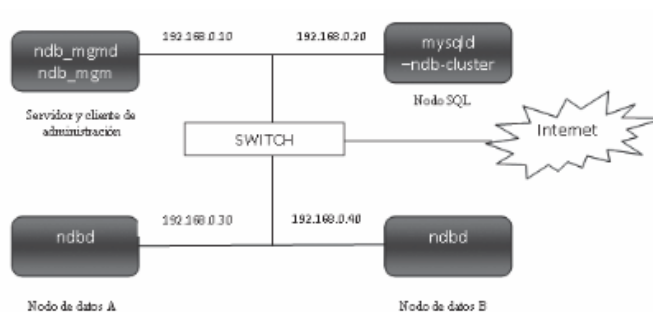 ndb_mgmd
ndb_mgm
192.168.0.10
192.168.0.20
mysqld
–ndb-cluster
Servidor y cliente de
administración
Nodo SQL
SWITCH
Internet
ndbd
192.168.0.30
192.168.0.40
ndbd
Nodo de datos A
Nodo de datos B